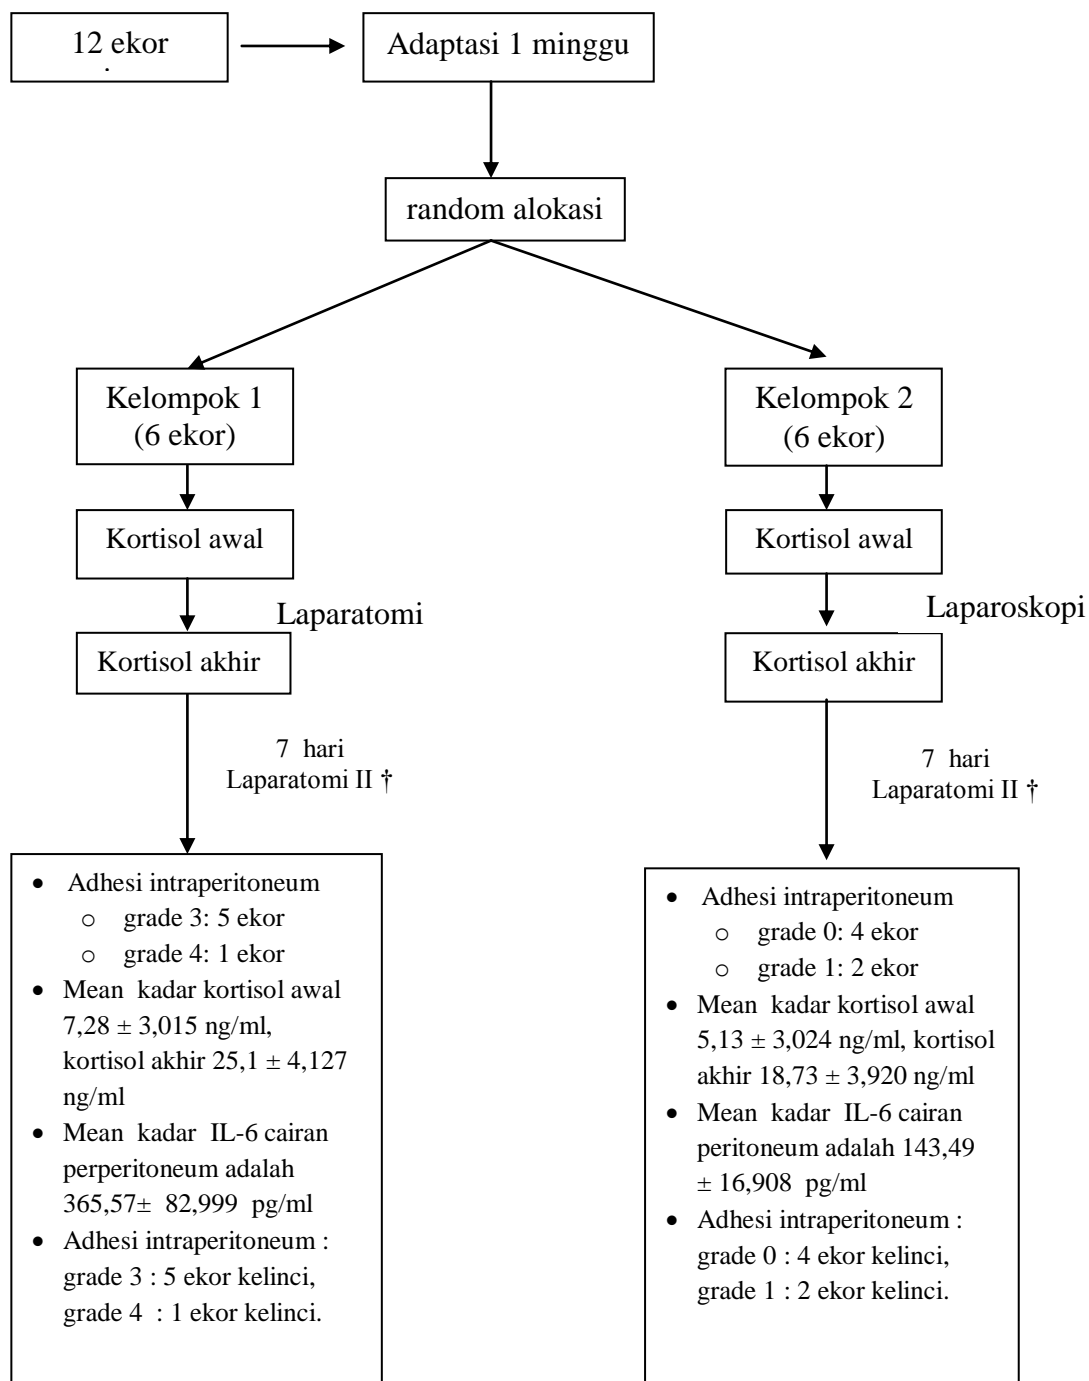 12 ekor
Adaptasi 1 minggu
random alokasi
Kelompok 1
(6 ekor)
Kelompok 2
(6 ekor)
Kortisol awal
Kortisol awal
Laparatomi
Laparoskopi
Kortisol akhir
Kortisol akhir
7 hari
Laparatomi II †
7 hari
Laparatomi II †
• Adhesi intraperitoneum
o grade 3: 5 ekor
o grade 4: 1 ekor
• Mean kadar kortisol awal
7,28 ± 3,015 ng/ml,
kortisol akhir 25,1 ± 4,127
ng/ml
• Mean kadar IL-6 cairan
perperitoneum adalah
365,57± 82,999 pg/ml
• Adhesi intraperitoneum :
grade 3 : 5 ekor kelinci,
grade 4 : 1 ekor kelinci.
• Adhesi intraperitoneum
o grade 0: 4 ekor
o grade 1: 2 ekor
• Mean kadar kortisol awal
5,13 ± 3,024 ng/ml, kortisol
akhir 18,73 ± 3,920 ng/ml
• Mean kadar IL-6 cairan
peritoneum adalah 143,49
± 16,908 pg/ml
• Adhesi intraperitoneum :
grade 0 : 4 ekor kelinci,
grade 1 : 2 ekor kelinci.